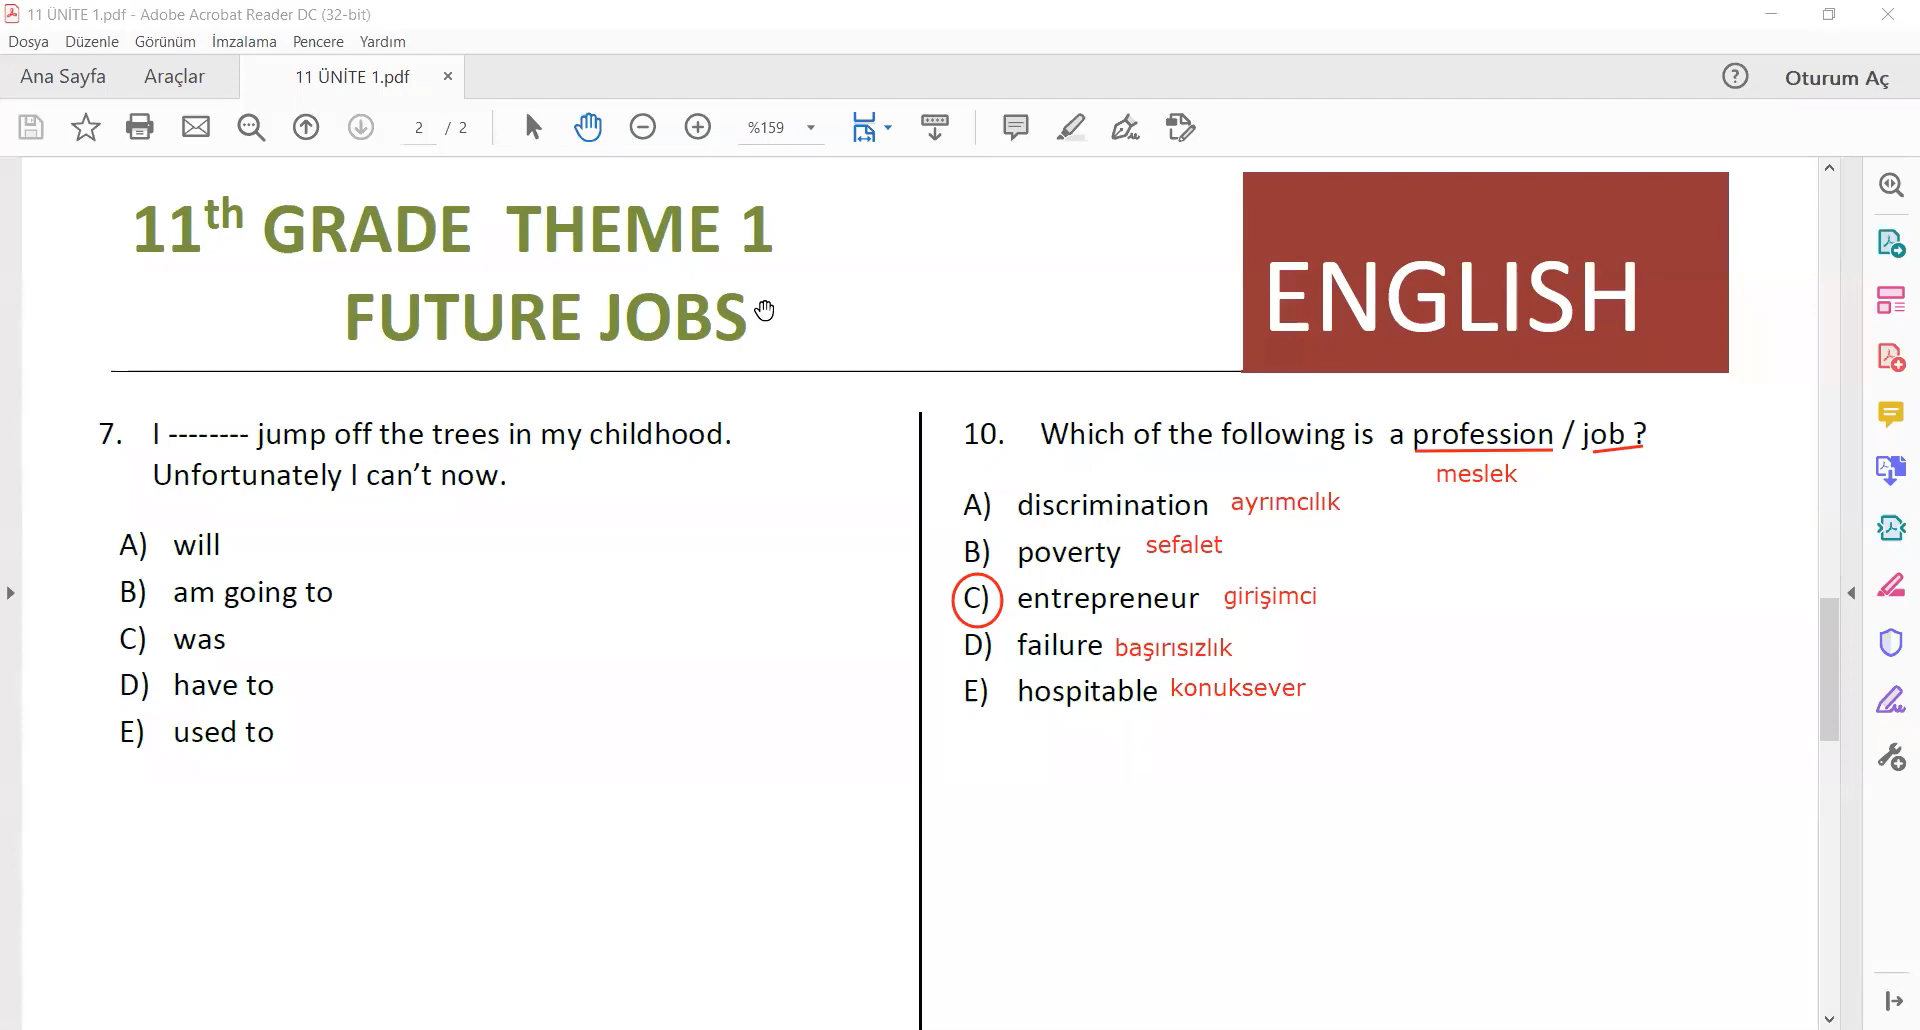 11 ÜNİTE 1.pdf - Adobe Acrobat Reader DC (32-bit)
Dosya Düzenle Görünüm İmzalama Pencere Yardım
Ana Sayfa Araçlar 11 ÜNİTE 1.pdf × ? Oturum Aç
2 / 2 %159
11th GRADE THEME 1
FUTURE JOBS
ENGLISH
7. I -------- jump off the trees in my childhood.
Unfortunately I can’t now.
A) will
B) am going to
C) was
D) have to
E) used to
10. Which of the following is a profession / job ?
meslek
A) discrimination ayrımcılık
B) poverty sefalet
C) entrepreneur girişimci
D) failure başırısızlık
E) hospitable konuksever